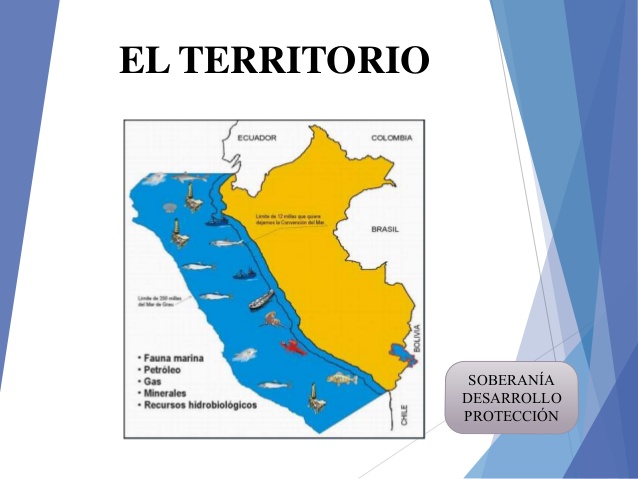 EL TERRITORIO
ECUADOR
COLOMBIA
Límite de 12 millas que quiere
dejarnos la Convención del Mar
BRASIL
Límite de 200 millas
del Mar de Grau
BOLIVIA
• Fauna marina
• Petróleo
• Gas
• Minerales
• Recursos hidrobiológicos
CHILE
SOBERANÍA
DESARROLLO
PROTECCIÓN